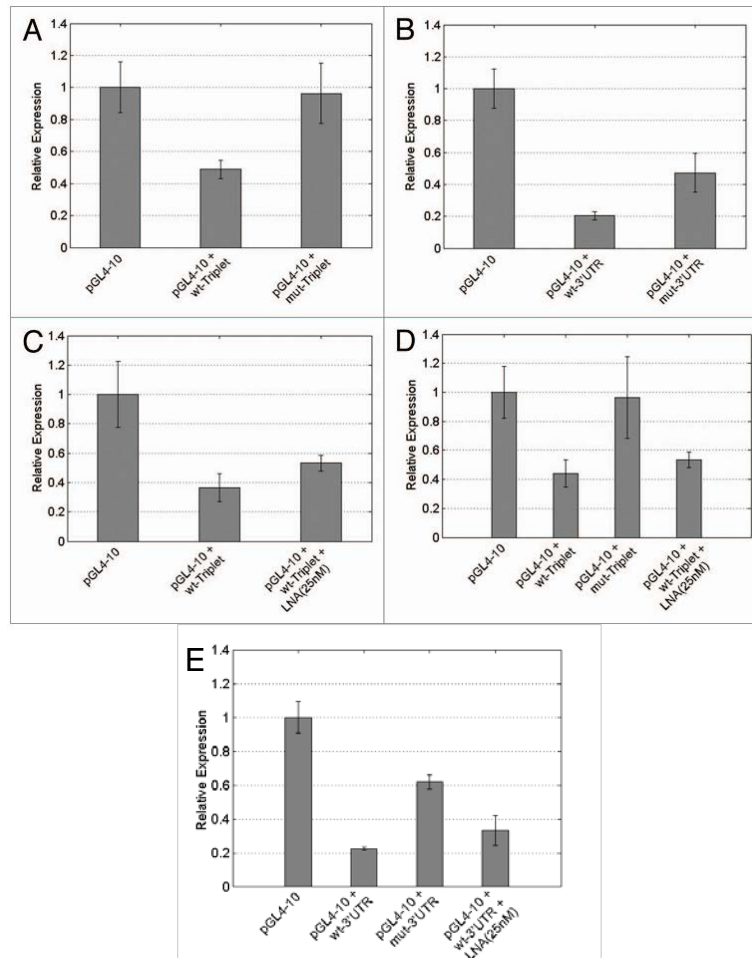 A
Relative Expression
1.4
1.2
1
0.8
0.6
0.4
0.2
0
pGL4-10
pGL4-10 +
wt-Triplet
pGL4-10 +
mut-Triplet
B
Relative Expression
1.4
1.2
1
0.8
0.6
0.4
0.2
0
pGL4-10
pGL4-10 +
wt-3'UTR
pGL4-10 +
mut-3'UTR
C
Relative Expression
1.4
1.2
1
0.8
0.6
0.4
0.2
0
pGL4-10
pGL4-10 +
wt-Triplet
pGL4-10 +
wt-Triplet +
LNA(25nM)
D
Relative Expression
1.4
1.2
1
0.8
0.6
0.4
0.2
0
pGL4-10
pGL4-10 +
wt-Triplet
pGL4-10 +
mut-Triplet
pGL4-10 +
wt-Triplet +
LNA(25nM)
E
Relative Expression
1.4
1.2
1
0.8
0.6
0.4
0.2
0
pGL4-10
pGL4-10 +
wt-3'UTR
pGL4-10 +
mut-3'UTR
pGL4-10 +
wt-3'UTR +
LNA(25nM)